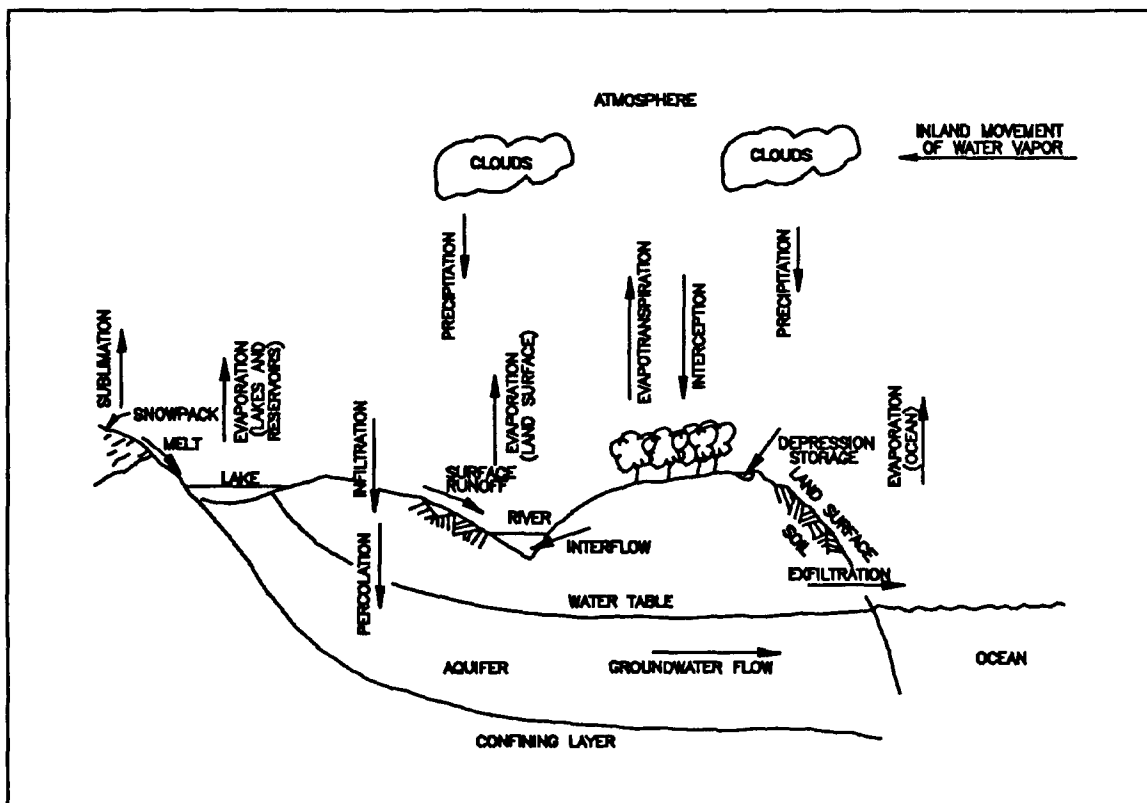 ATMOSPHERE
CLOUDS
CLOUDS
INLAND MOVEMENT
OF WATER VAPOR
PRECIPITATION
EVAPOTRANSPIRATION
INTERCEPTION
PRECIPITATION
SUBLIMATION
EVAPORATION
(LAKES AND
RESERVOIRS)
EVAPORATION
(LAND SURFACE)
EVAPORATION
(OCEAN)
SNOWPACK
MELT
LAKE
INFILTRATION
SURFACE
RUNOFF
RIVER
INTERFLOW
DEPRESSION
STORAGE
LAND SURFACE
SOIL
EXFILTRATION
PERCOLATION
WATER TABLE
AQUIFER
GROUNDWATER FLOW
OCEAN
CONFINING LAYER